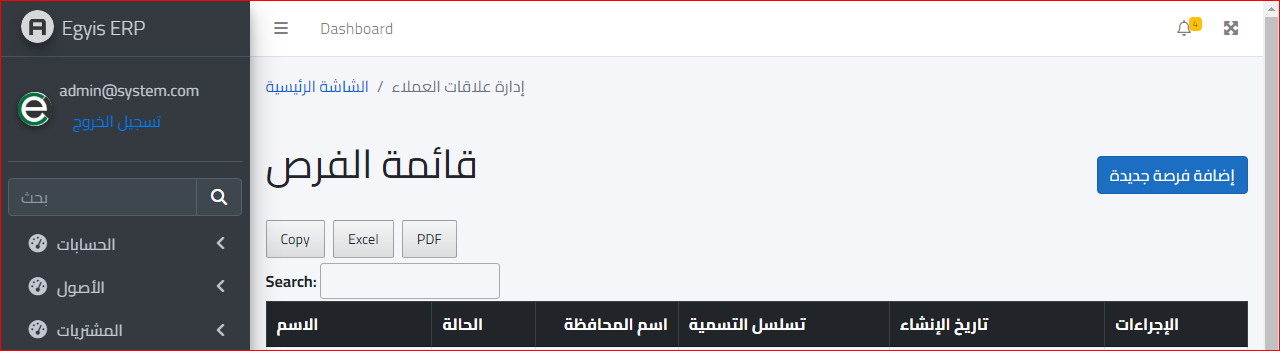 Egyis ERP
admin@system.com
تسجيل الخروج
بحث
الحسابات
الأصول
المشتريات
Dashboard
4
الشاشة الرئيسية / إدارة علاقات العملاء
قائمة الفرص
إضافة فرصة جديدة
Copy Excel PDF
Search:
الاسم الحالة اسم المحافظة تسلسل التسمية تاريخ الإنشاء الإجراءات